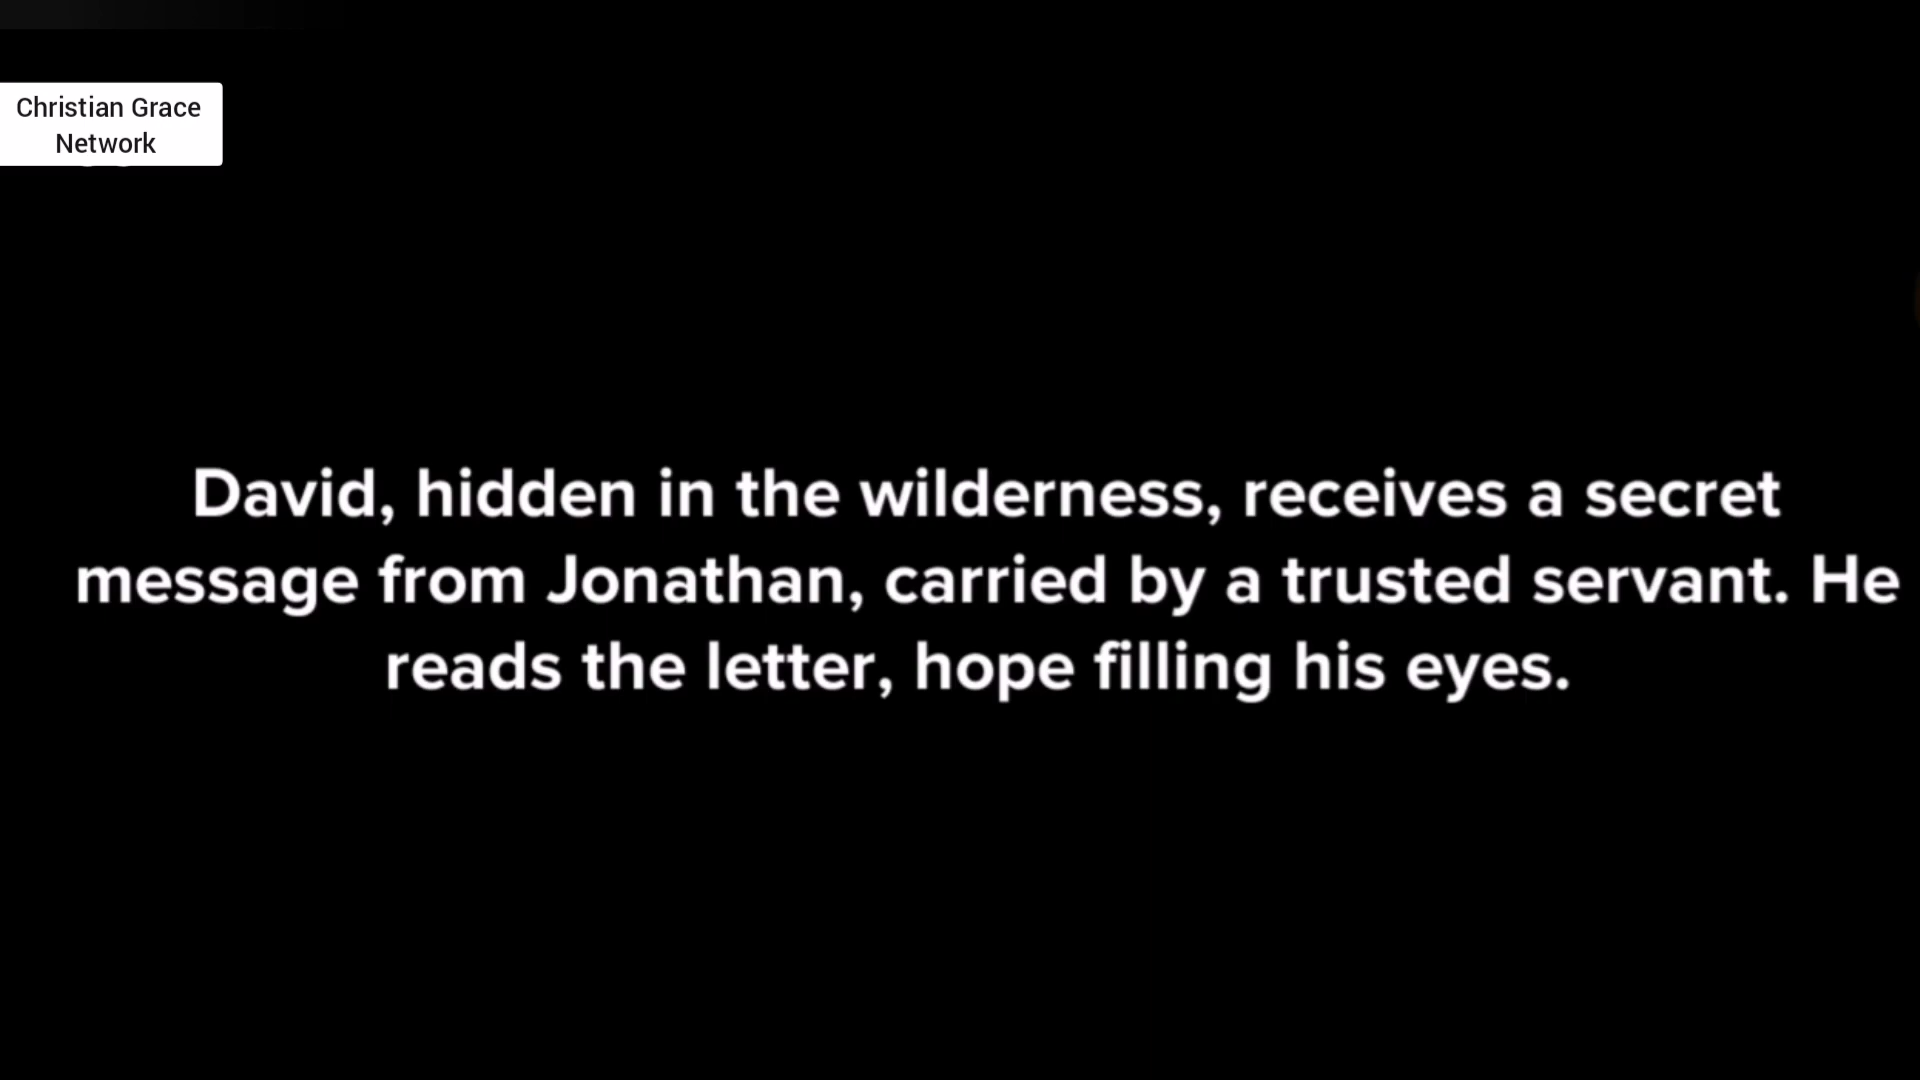 Christian Grace
Network
David, hidden in the wilderness, receives a secret
message from Jonathan, carried by a trusted servant. He
reads the letter, hope filling his eyes.